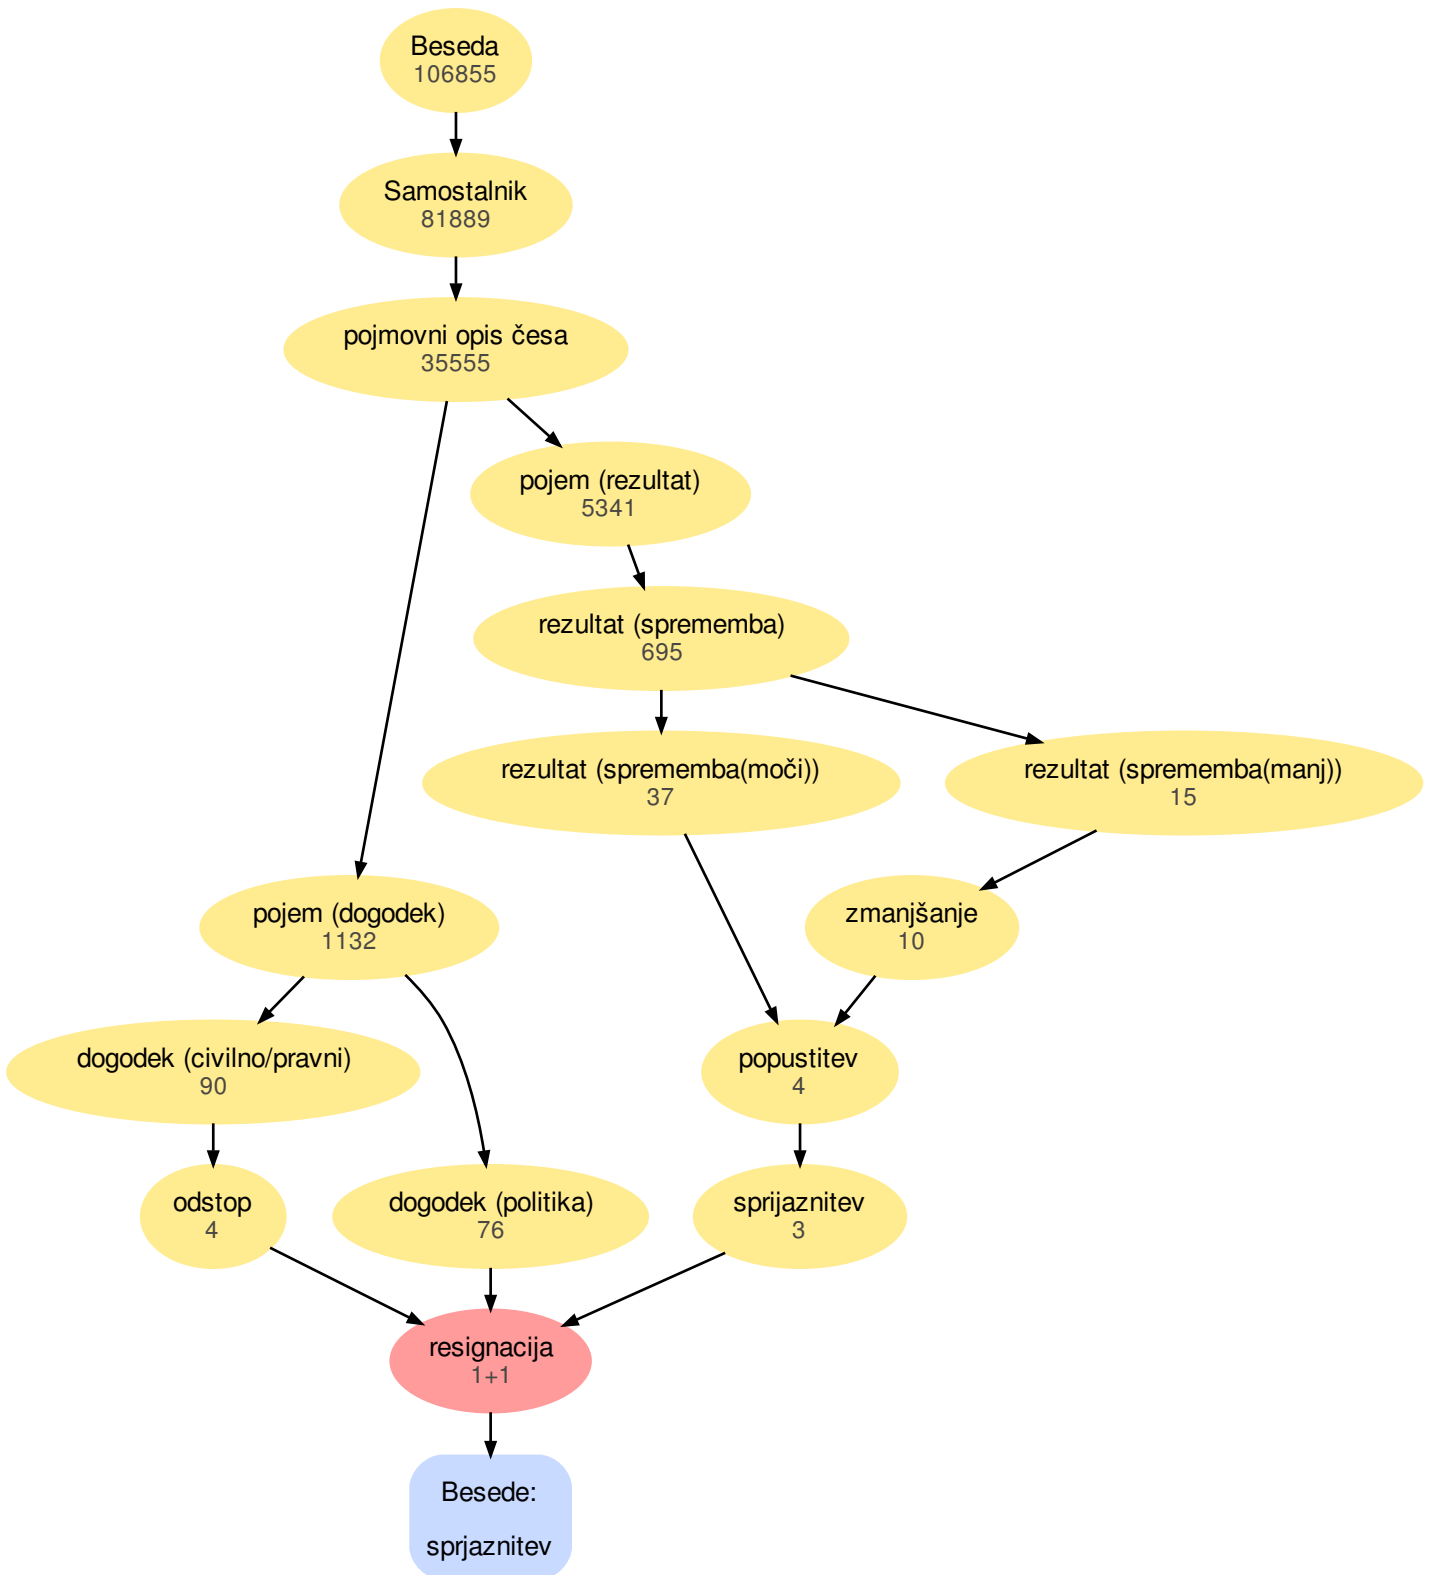 Beseda
106855
Samostalnik
81889
pojmovni opis česa
35555
pojem (rezultat)
5341
rezultat (sprememba)
695
rezultat (sprememba(moči))
37
rezultat (sprememba(manj))
15
pojem (dogodek)
1132
zmanjšanje
10
dogodek (civilno/pravni)
90
popustitev
4
odstop
4
dogodek (politika)
76
sprijaznitev
3
resignacija
1+1
Besede:
sprjaznitev